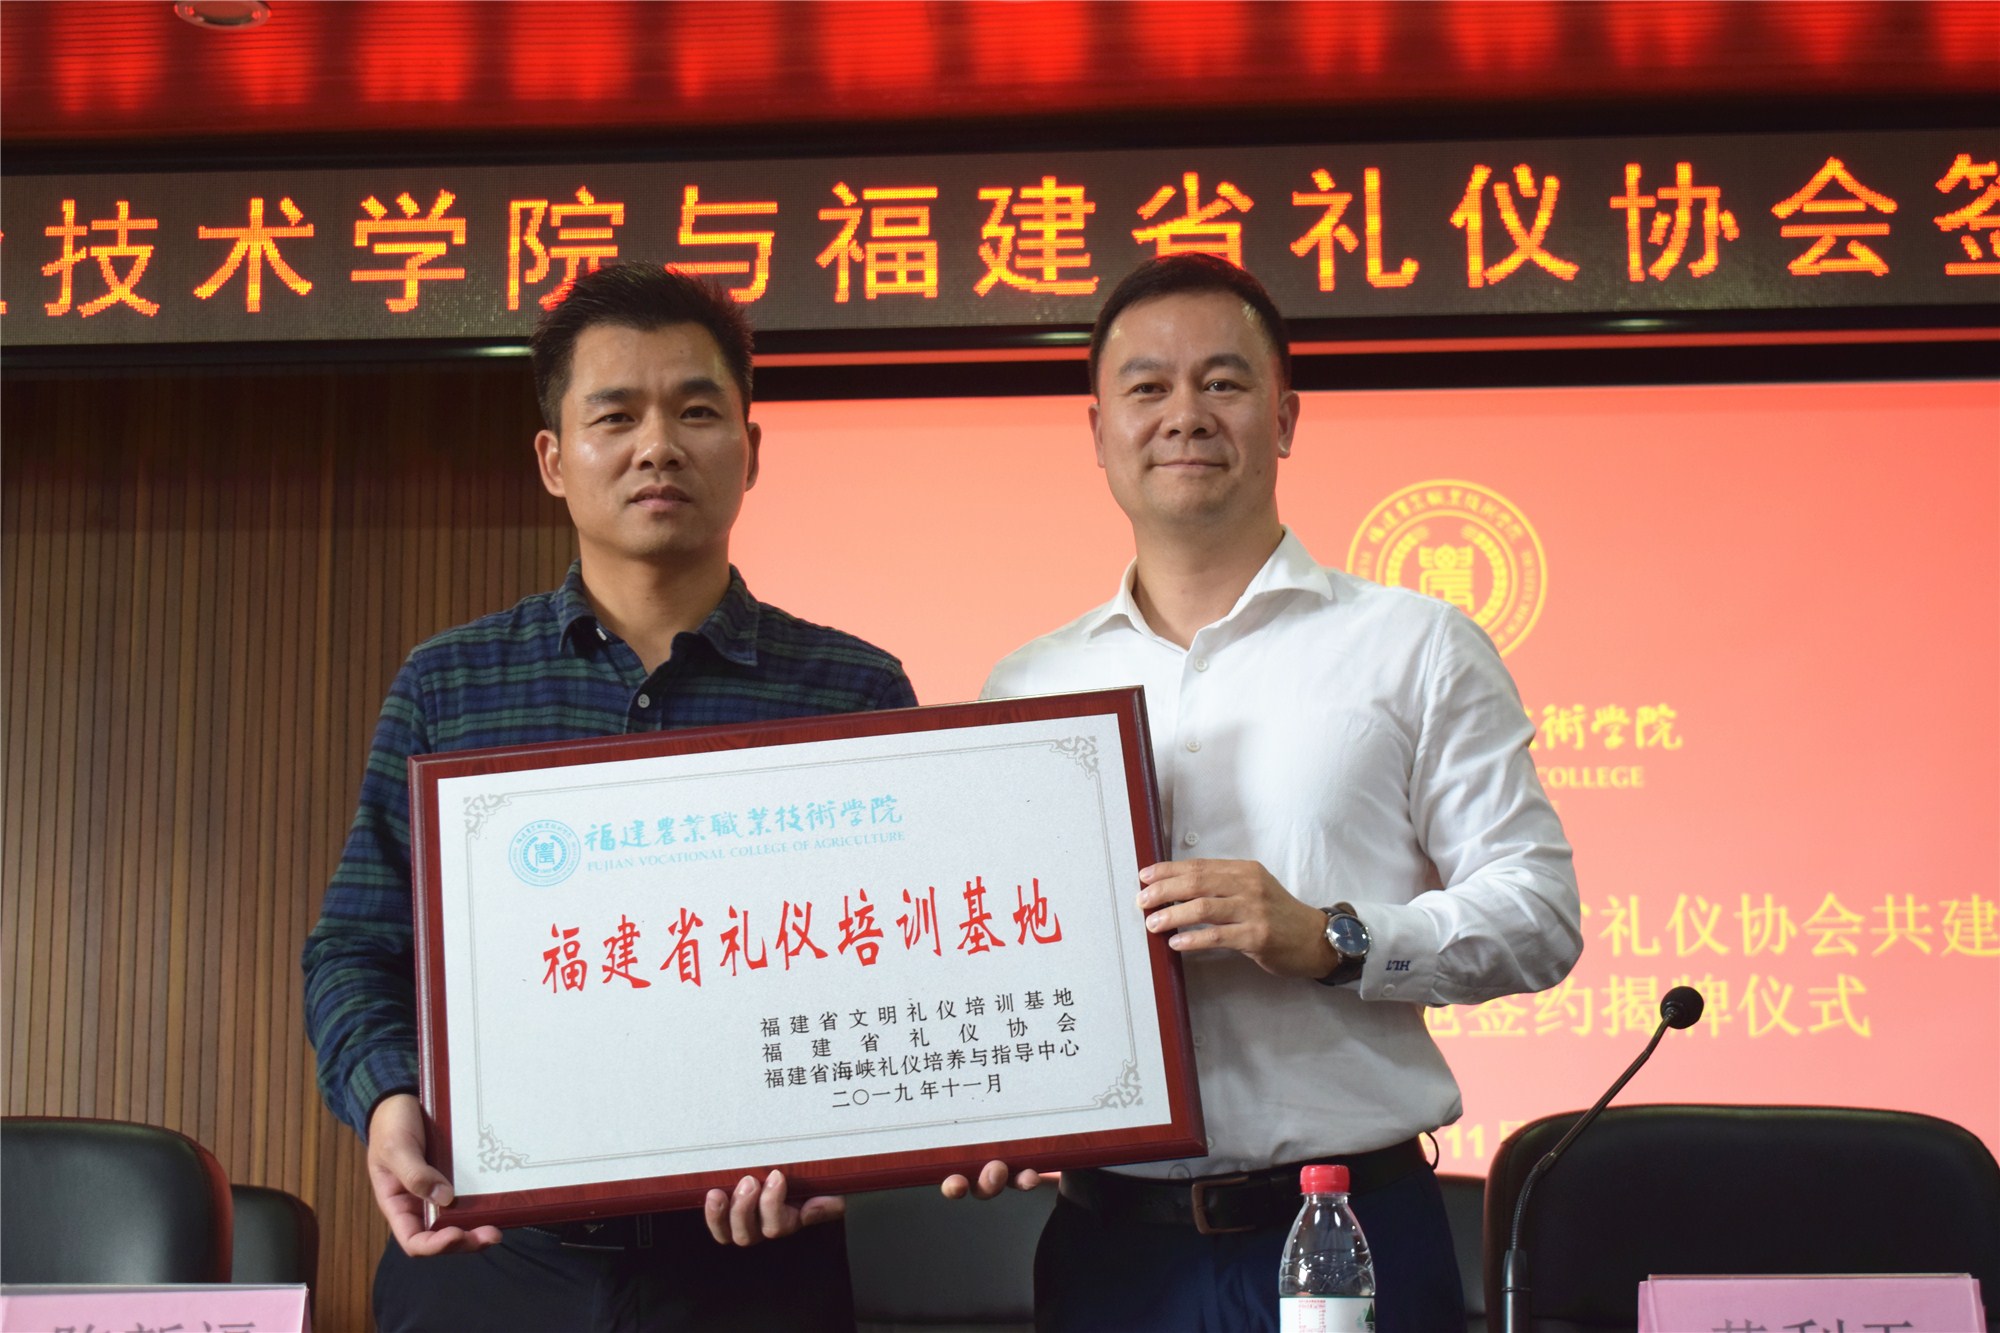 技术学院与福建省礼仪协会签
術学院
COLLEGE
礼仪协会共建
签约揭牌仪式
11
福建農業職業技術学院
FUJIAN VOCATIONAL COLLEGE OF AGRICULTURE
福建省礼仪培训基地
福建省文明礼仪培训基地
福建省礼仪协会
福建省海峡礼仪培养与指导中心
二〇一九年十一月